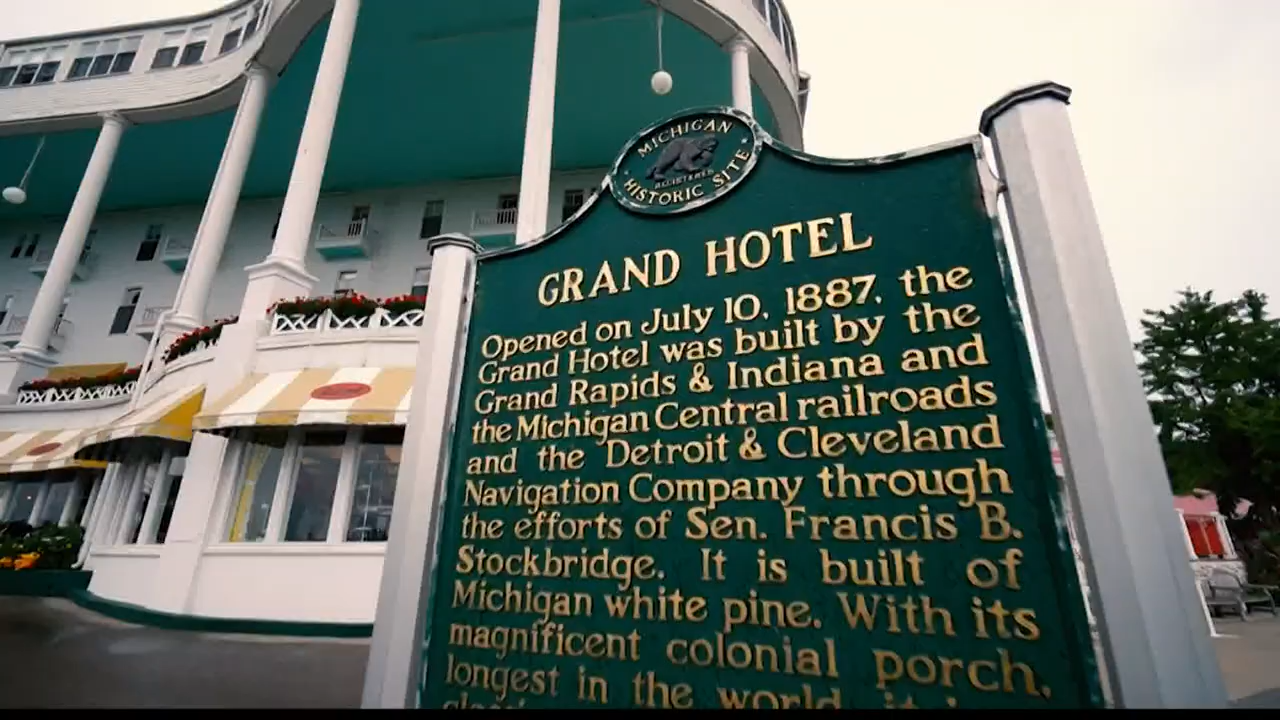 MICHIGAN
REGISTERED
HISTORIC SITE
GRAND HOTEL
Opened on July 10, 1887, the
Grand Hotel was built by the
Grand Rapids & Indiana and
the Michigan Central railroads
and the Detroit & Cleveland
Navigation Company through
the efforts of Sen. Francis B.
Stockbridge. It is built of
Michigan white pine. With its
magnificent colonial porch,
longest in the world, it